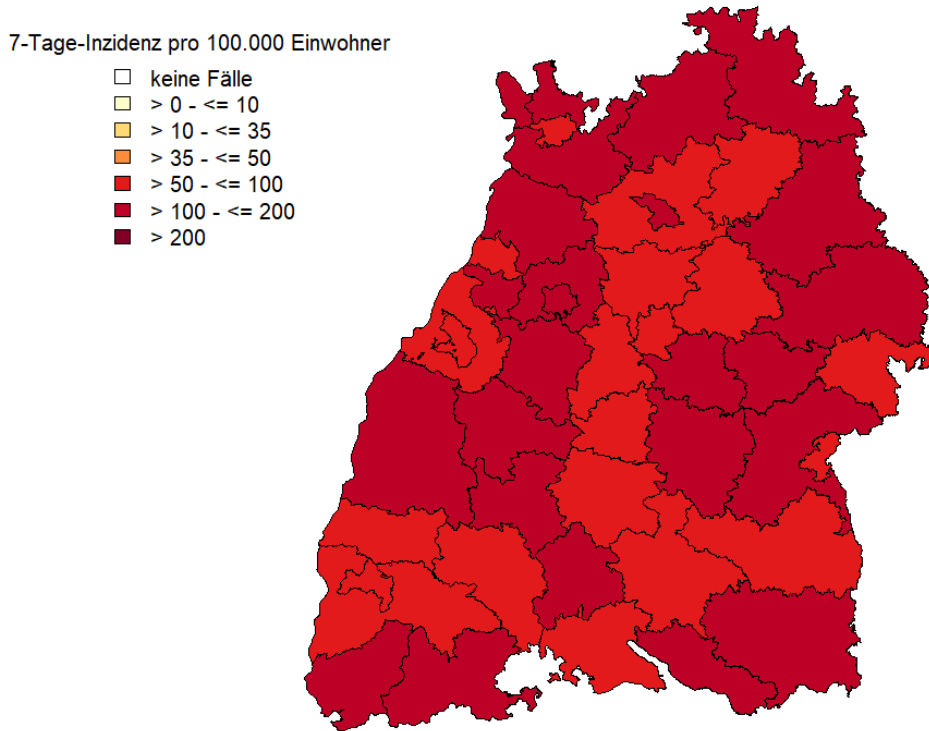 7-Tage-Inzidenz pro 100.000 Einwohner
keine Fälle
> 0 - <= 10
> 10 - <= 35
> 35 - <= 50
> 50 - <= 100
> 100 - <= 200
> 200